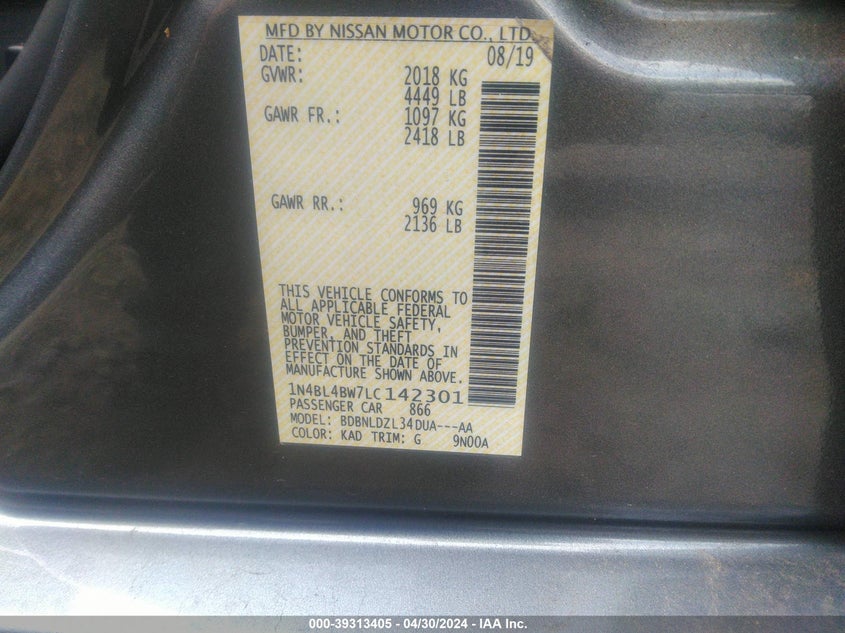 MFD BY NISSAN MOTOR CO., LTD.
DATE: 08/19
GVWR: 2018 KG
4449 LB
GAWR FR.: 1097 KG
2418 LB
GAWR RR.: 969 KG
2136 LB
THIS VEHICLE CONFORMS TO
ALL APPLICABLE FEDERAL
MOTOR VEHICLE SAFETY,
BUMPER, AND THEFT
PREVENTION STANDARDS IN
EFFECT ON THE DATE OF
MANUFACTURE SHOWN ABOVE.
1N4BL4BW7LC142301
PASSENGER CAR 866
MODEL: BDBNLDZL34DUA---AA
COLOR: KAD TRIM: G 9N00A
000-39313405 - 04/30/2024 - IAA Inc.